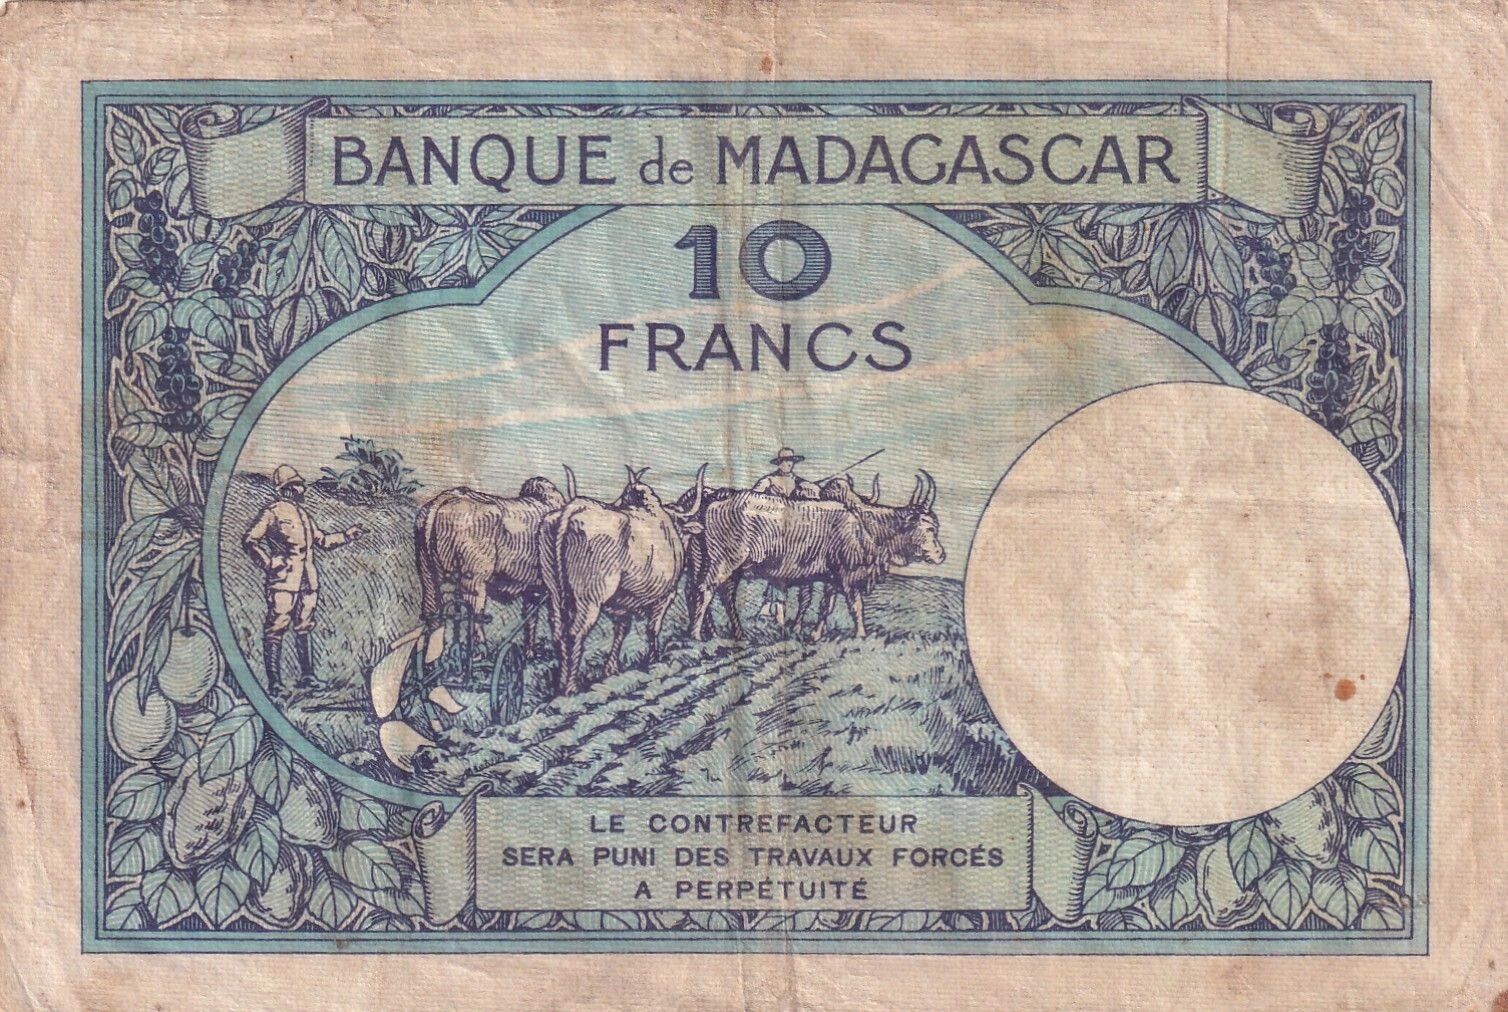 BANQUE de MADAGASCAR
10
FRANCS
LE CONTREFACTEUR
SERA PUNI DES TRAVAUX FORCÉS
A PERPÉTUITÉ